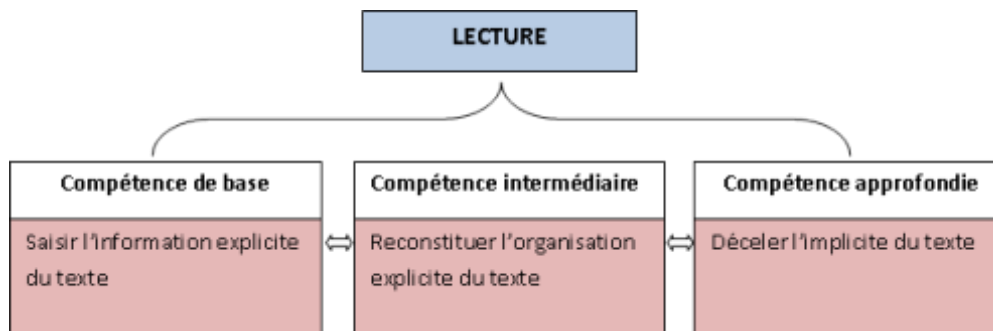 LECTURE
Compétence de base
Compétence intermédiaire
Compétence approfondie
Saisir l'information explicite
du texte
Reconstituer l'organisation
explicite du texte
Déceler l'implicite du texte